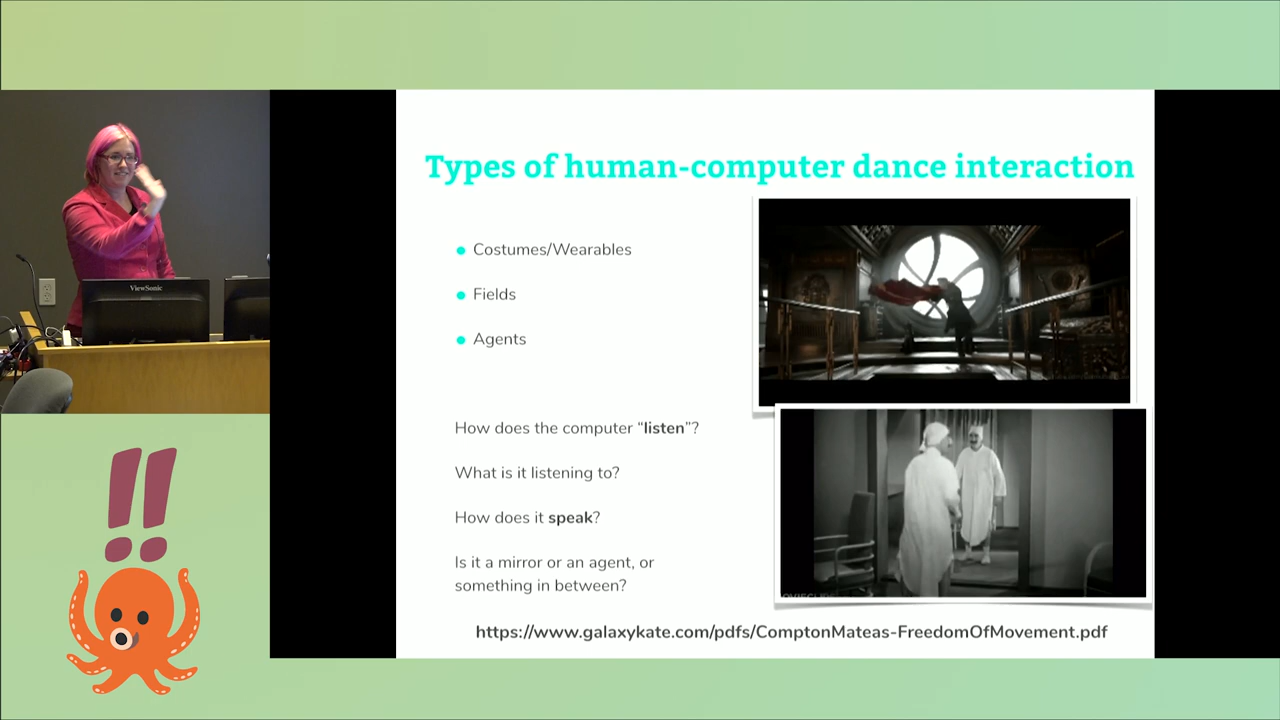 Types of human-computer dance interaction
Costumes/Wearables
Fields
Agents
How does the computer “listen”?
What is it listening to?
How does it speak?
Is it a mirror or an agent, or
something in between?
https://www.galaxykate.com/pdfs/ComptonMateas-FreedomOfMovement.pdf
ViewSonic
!!